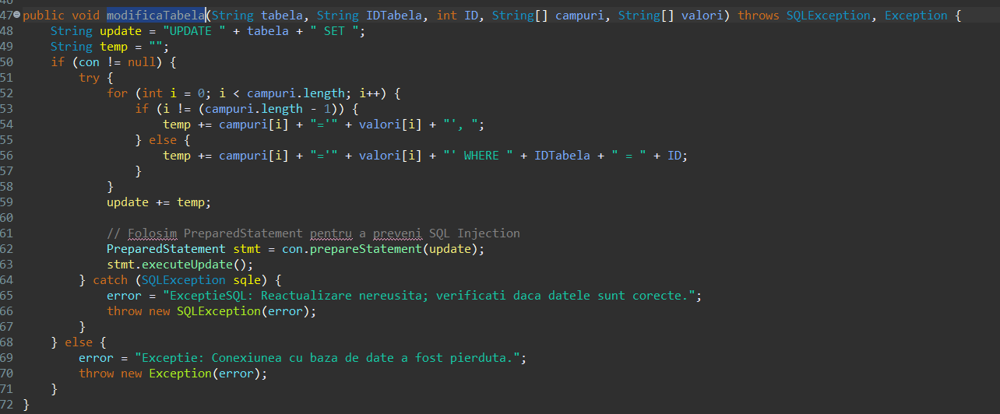 47 public void modificaTabela(String tabela, String IDTabela, int ID, String[] campuri, String[] valori) throws SQLException, Exception {
48     String update = "UPDATE " + tabela + " SET ";
49     String temp = "";
50     if (con != null) {
51         try {
52             for (int i = 0; i < campuri.length; i++) {
53                 if (i != (campuri.length - 1)) {
54                     temp += campuri[i] + "='" + valori[i] + "', ";
55                 } else {
56                     temp += campuri[i] + "='" + valori[i] + "' WHERE " + IDTabela + " = " + ID;
57                 }
58             }
59             update += temp;
60
61             // Folosim PreparedStatement pentru a preveni SQL Injection
62             PreparedStatement stmt = con.prepareStatement(update);
63             stmt.executeUpdate();
64         } catch (SQLException sqle) {
65             error = "ExceptieSQL: Reactualizare nereusita; verificati daca datele sunt corecte.";
66             throw new SQLException(error);
67         }
68     } else {
69         error = "Exceptie: Conexiunea cu baza de date a fost pierduta.";
70         throw new Exception(error);
71     }
72 }